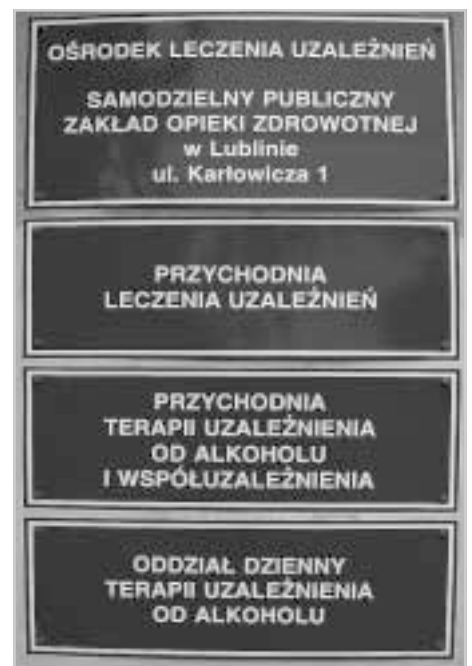 OŚRODEK LECZENIA UZALEŻNIEŃ
SAMODZIELNY PUBLICZNY
ZAKŁAD OPIEKI ZDROWOTNEJ
w Lublinie
ul. Karłowicza 1
PRZYCHODNIA
LECZENIA UZALEŻNIEŃ
PRZYCHODNIA
TERAPII UZALEŻNIENIA
OD ALKOHOLU
I WSPÓŁUZALEŻNIENIA
ODDZIAŁ DZIENNY
TERAPII UZALEŻNIENIA
OD ALKOHOLU